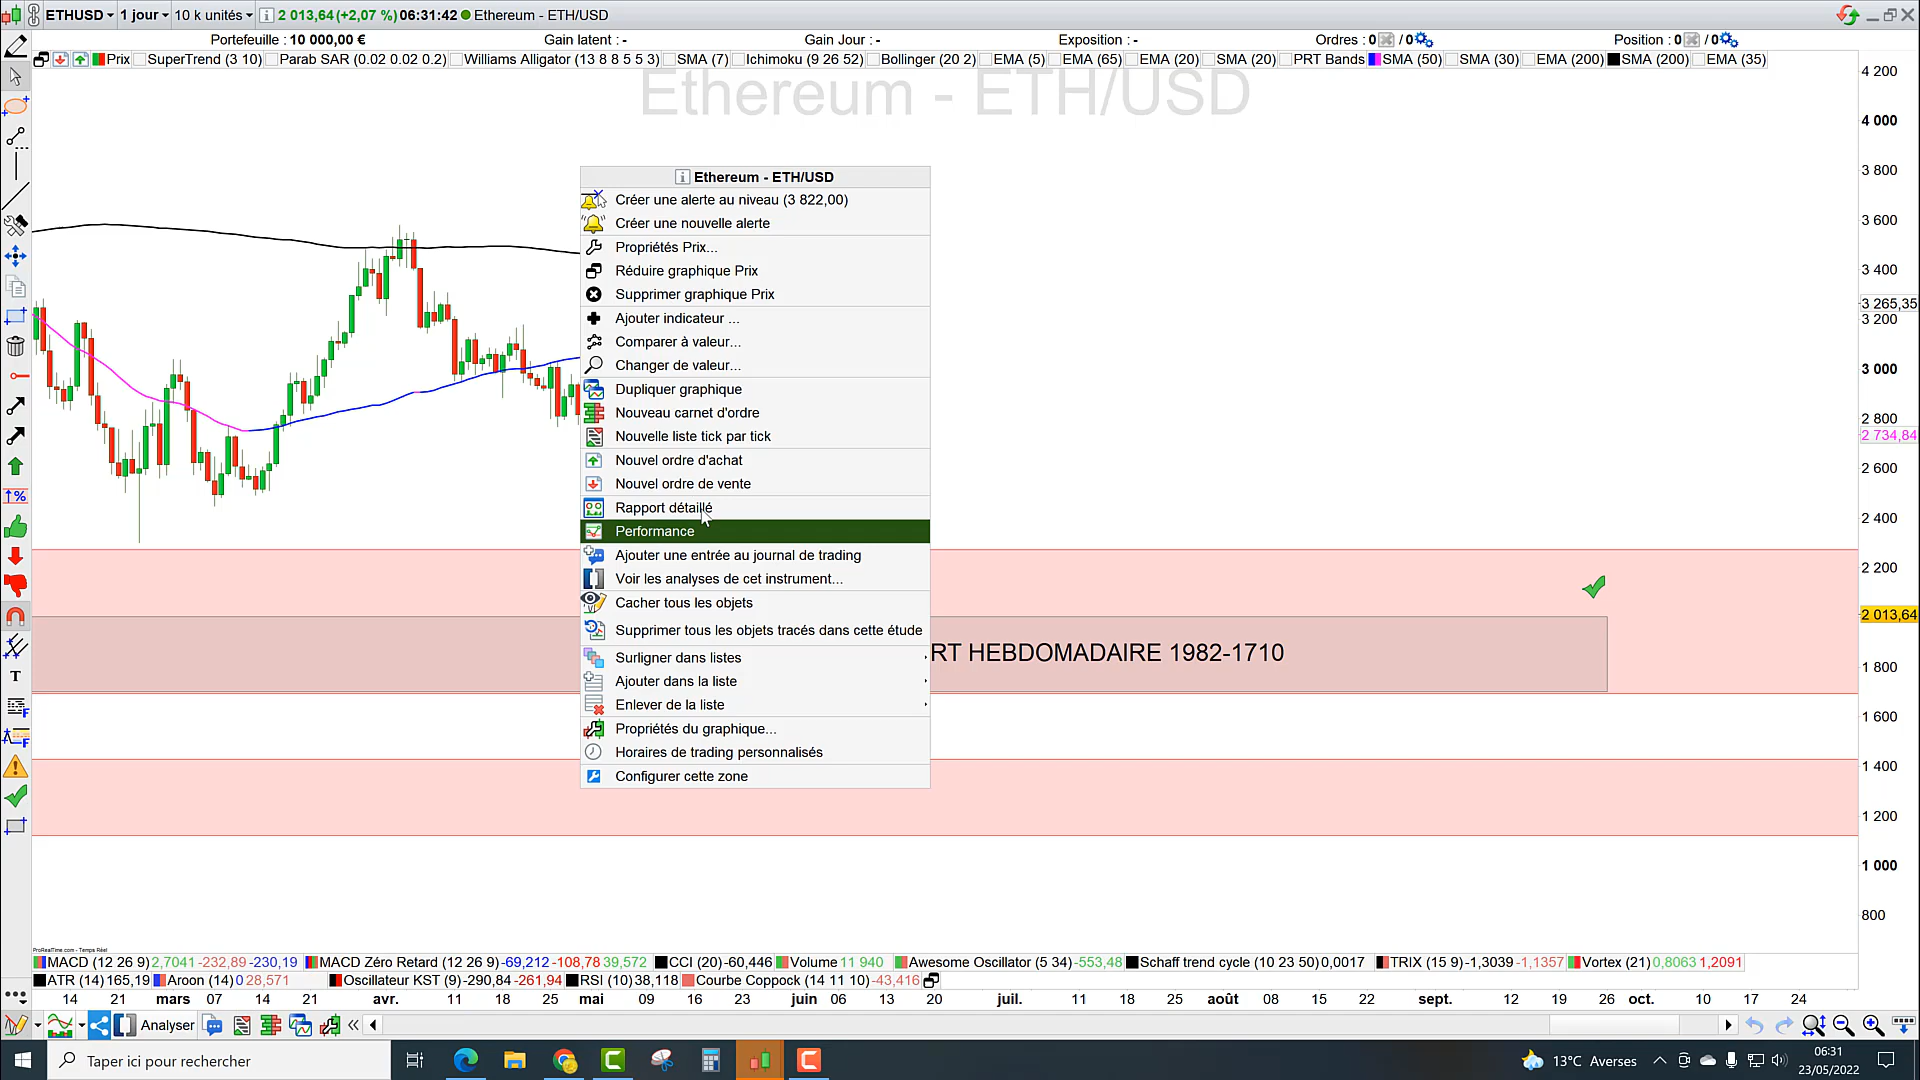 ETHUSD 1 jour 10 k unités 2 013,64 (+2,07 %) 06:31:42 Ethereum - ETH/USD
Portefeuille : 10 000,00 € Gain latent : - Gain Jour : - Exposition : - Ordres : 0 / 0 Position : 0 / 0
Prix SuperTrend (3 10) Parab SAR (0.02 0.02 0.2) Williams Alligator (13 8 8 5 5 3) SMA (7) Ichimoku (9 26 52) Bollinger (20 2) EMA (5) EMA (65) EMA (20) SMA (20) PRT Bands SMA (50) SMA (30) EMA (200) SMA (200) EMA (35)
Ethereum - ETH/USD
4 200
4 000
3 800
3 600
3 400
3 265,35
3 200
3 000
2 800
2 734,84
2 600
2 400
2 200
2 013,64
1 800
1 600
1 400
1 200
1 000
800
Ethereum - ETH/USD
Créer une alerte au niveau (3 822,00)
Créer une nouvelle alerte
Propriétés Prix...
Réduire graphique Prix
Supprimer graphique Prix
Ajouter indicateur ...
Comparer à valeur...
Changer de valeur...
Dupliquer graphique
Nouveau carnet d'ordre
Nouvelle liste tick par tick
Nouvel ordre d'achat
Nouvel ordre de vente
Rapport détaillé
Performance
Ajouter une entrée au journal de trading
Voir les analyses de cet instrument...
Cacher tous les objets
Supprimer tous les objets tracés dans cette étude
Surligner dans listes
Ajouter dans la liste
Enlever de la liste
Propriétés du graphique...
Horaires de trading personnalisés
Configurer cette zone
RT HEBDOMADAIRE 1982-1710
ProRealTime.com - Temps Réel
MACD (12 26 9) 2,7041 -232,89 -230,19 MACD Zéro Retard (12 26 9) -69,212 -108,78 39,572 CCI (20) -60,446 Volume 11 940 Awesome Oscillator (5 34) -553,48 Schaff trend cycle (10 23 50) 0,0017 TRIX (15 9) -1,3039 -1,1357 Vortex (21) 0,8063 1,2091
ATR (14) 165,19 Aroon (14) 0 28,571 Oscillateur KST (9) -290,84 -261,94 RSI (10) 38,118 Courbe Coppock (14 11 10) -43,416
14 21 mars 07 14 21 avr. 11 18 25 mai 09 16 23 juin 06 13 20 juil. 11 18 25 août 08 15 22 sept. 12 19 26 oct. 10 17 24
Analyser
Taper ici pour rechercher
13°C Averses
06:31
23/05/2022